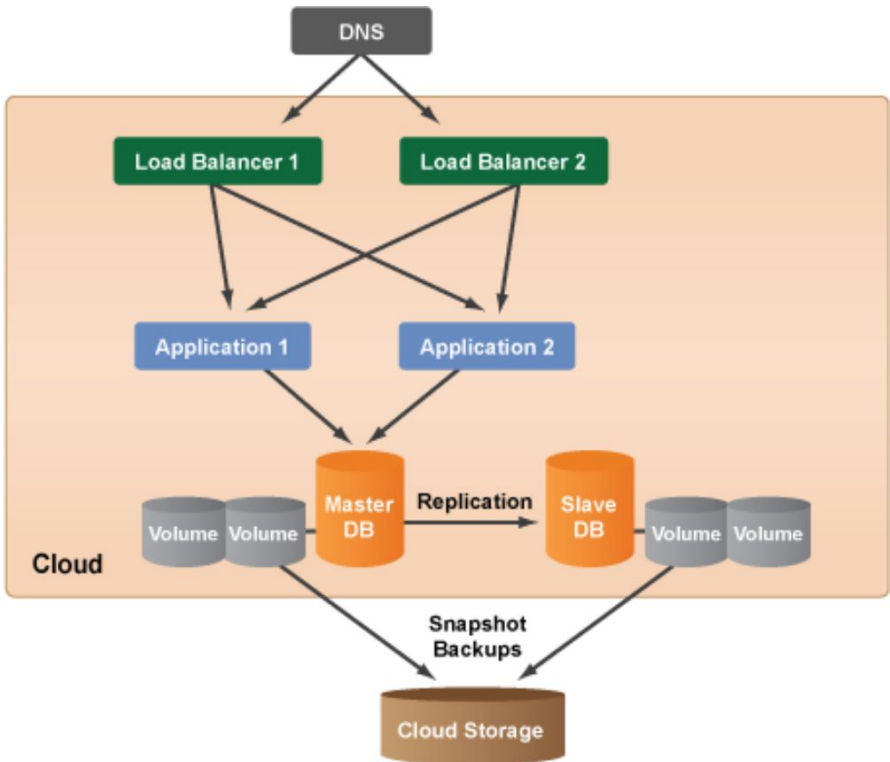 DNS
Load Balancer 1
Load Balancer 2
Application 1
Application 2
Master
DB
Replication
Slave
DB
Volume
Volume
Volume
Volume
Cloud
Snapshot
Backups
Cloud Storage